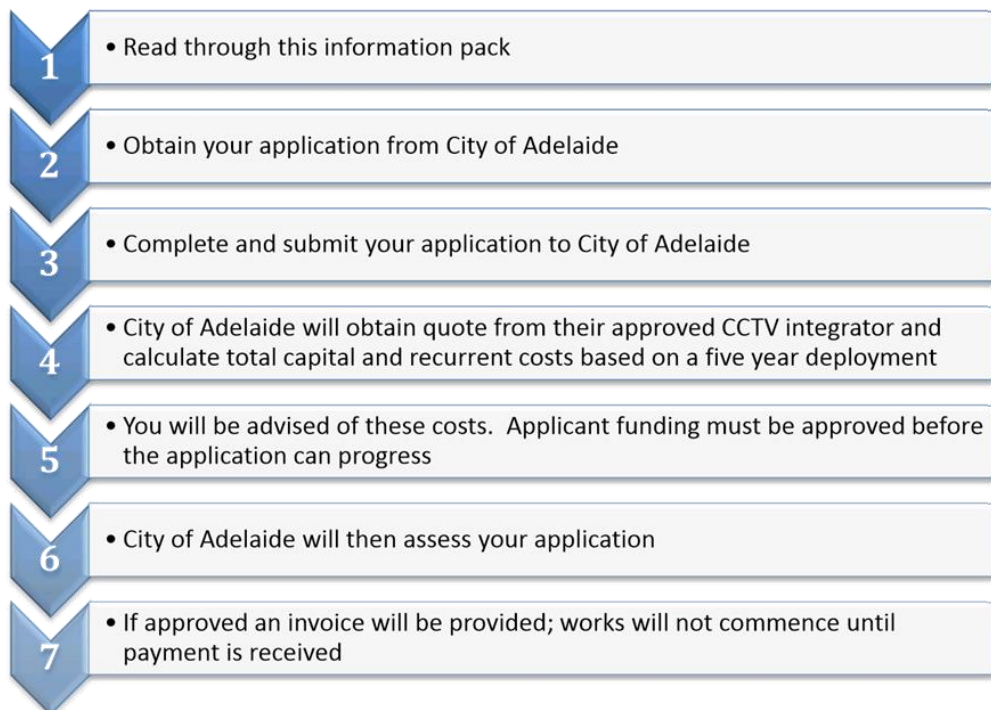 1
• Read through this information pack
2
• Obtain your application from City of Adelaide
3
• Complete and submit your application to City of Adelaide
4
• City of Adelaide will obtain quote from their approved CCTV integrator and
calculate total capital and recurrent costs based on a five year deployment
5
• You will be advised of these costs.  Applicant funding must be approved before
the application can progress
6
• City of Adelaide will then assess your application
7
• If approved an invoice will be provided; works will not commence until
payment is received